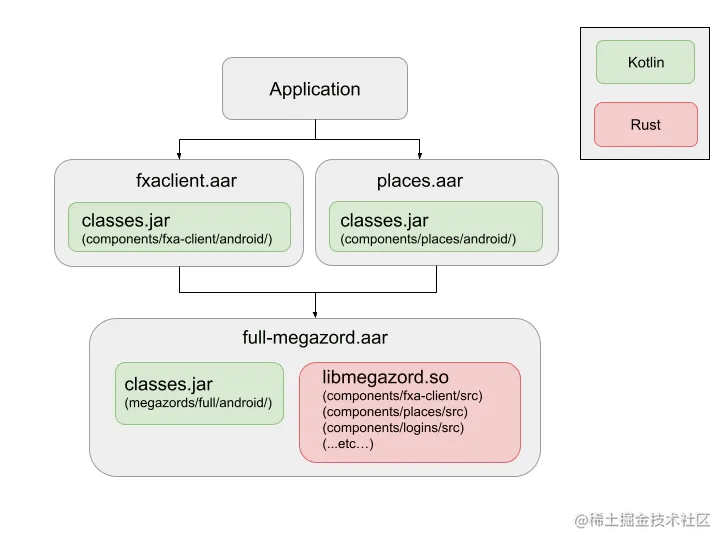 Application
Kotlin
Rust
fxaclient.aar
classes.jar
(components/fxa-client/android/)
places.aar
classes.jar
(components/places/android/)
full-megazord.aar
classes.jar
(megazords/full/android/)
libmegazord.so
(components/fxa-client/src)
(components/places/src)
(components/logins/src)
(...etc…)
@稀土掘金技术社区